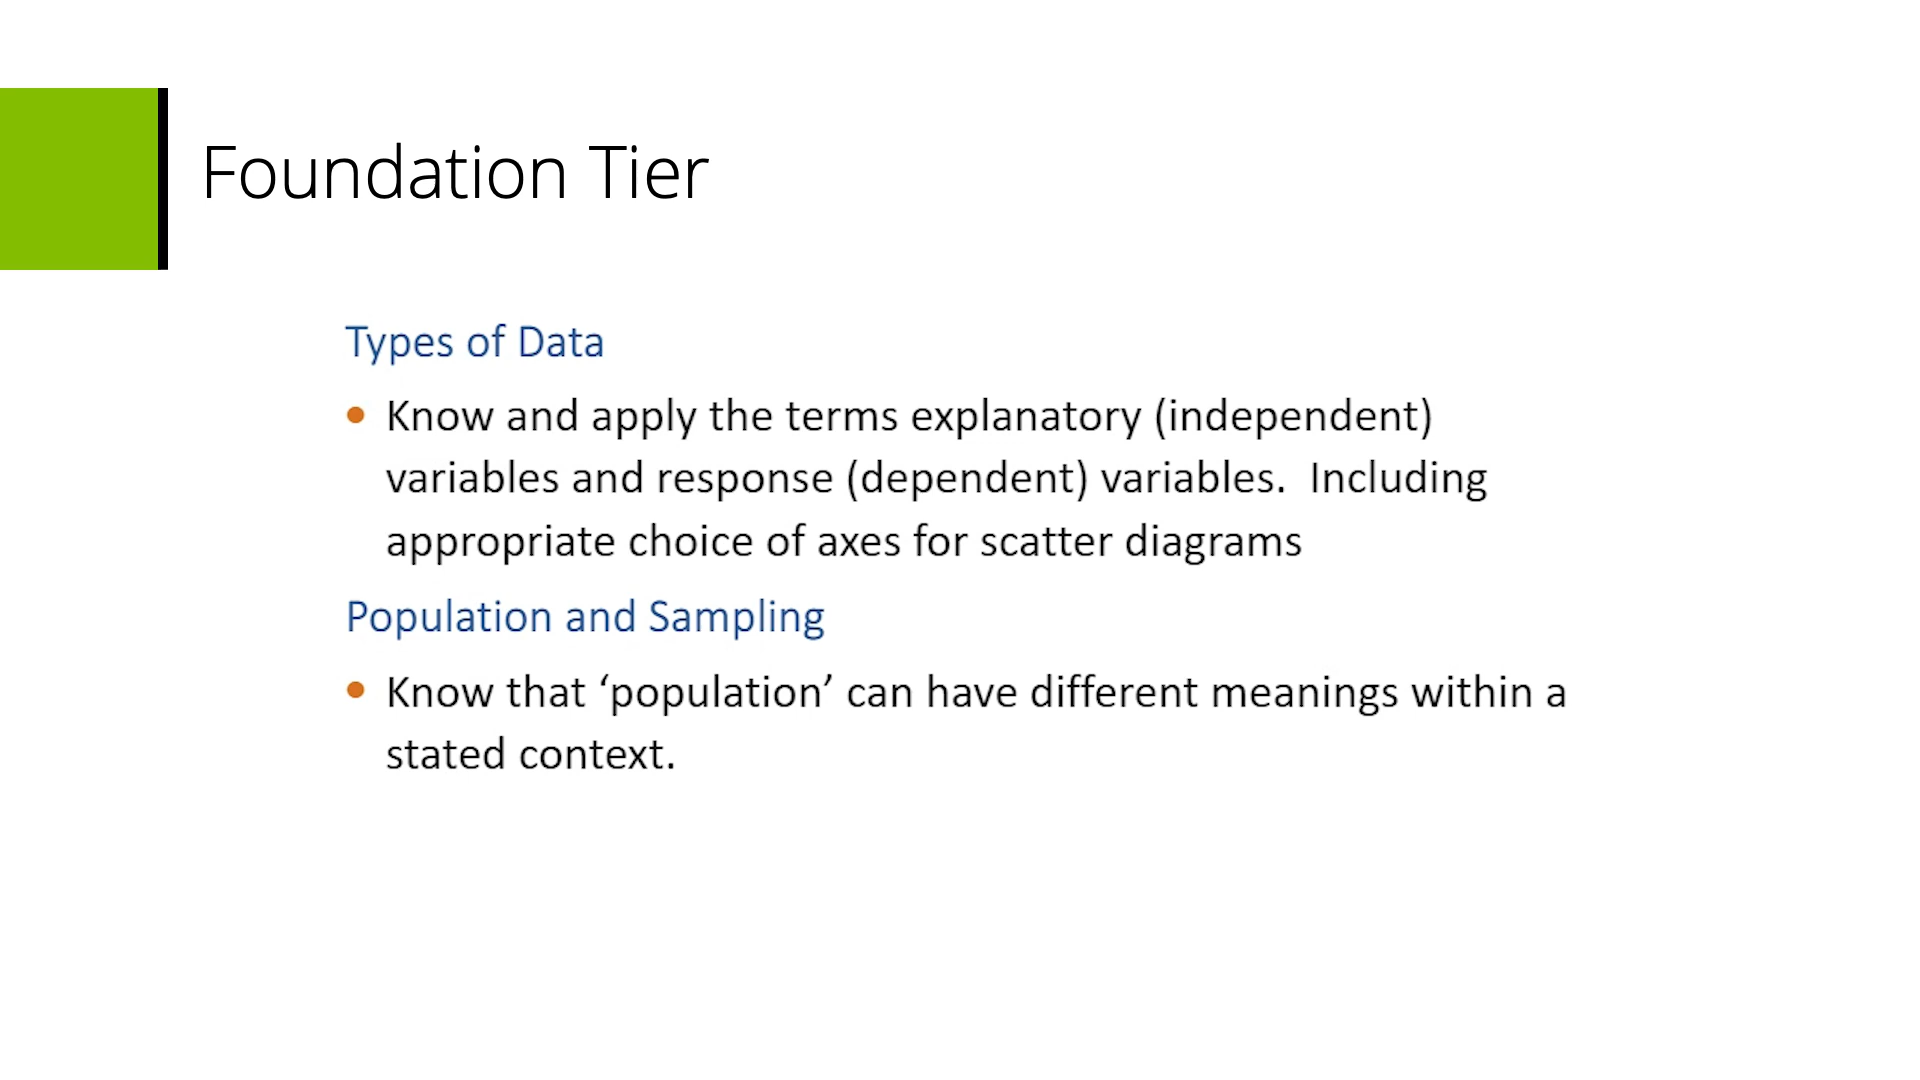 Foundation Tier
Types of Data
• Know and apply the terms explanatory (independent)
variables and response (dependent) variables.  Including
appropriate choice of axes for scatter diagrams
Population and Sampling
• Know that ‘population’ can have different meanings within a
stated context.